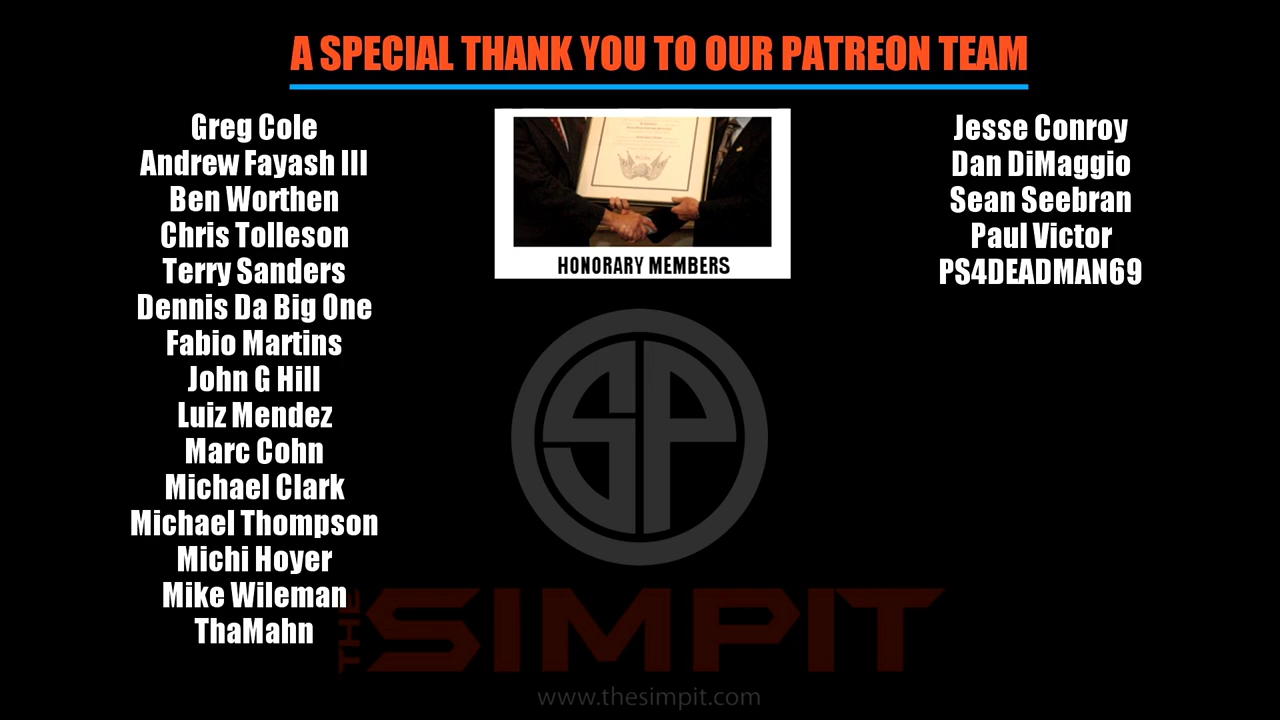 A SPECIAL THANK YOU TO OUR PATREON TEAM
Greg Cole
Andrew Fayash III
Ben Worthen
Chris Tolleson
Terry Sanders
Dennis Da Big One
Fabio Martins
John G Hill
Luiz Mendez
Marc Cohn
Michael Clark
Michael Thompson
Michi Hoyer
Mike Wileman
ThaMahn
HONORARY MEMBERS
Jesse Conroy
Dan DiMaggio
Sean Seebran
Paul Victor
PS4DEADMAN69
SP
THE SIMPIT
www.thesimpit.com